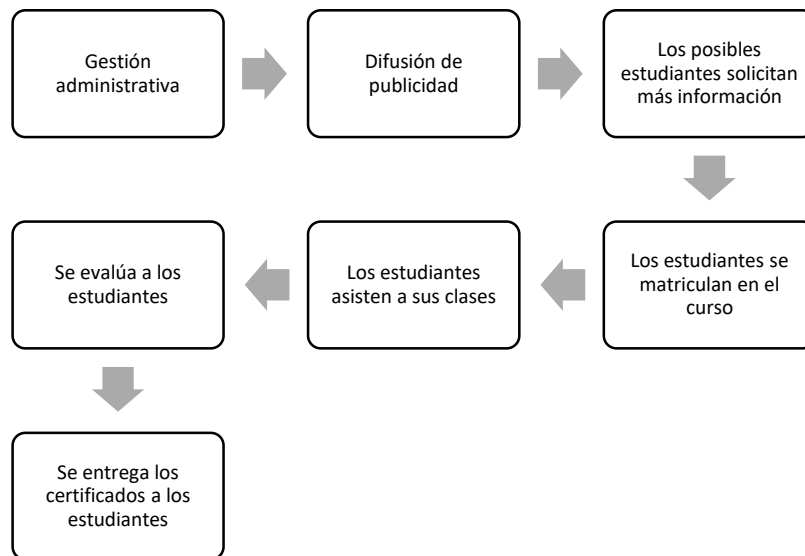 Gestión
administrativa
Difusión de
publicidad
Los posibles
estudiantes solicitan
más información
Los estudiantes se
matriculan en el
curso
Los estudiantes
asisten a sus clases
Se evalúa a los
estudiantes
Se entrega los
certificados a los
estudiantes